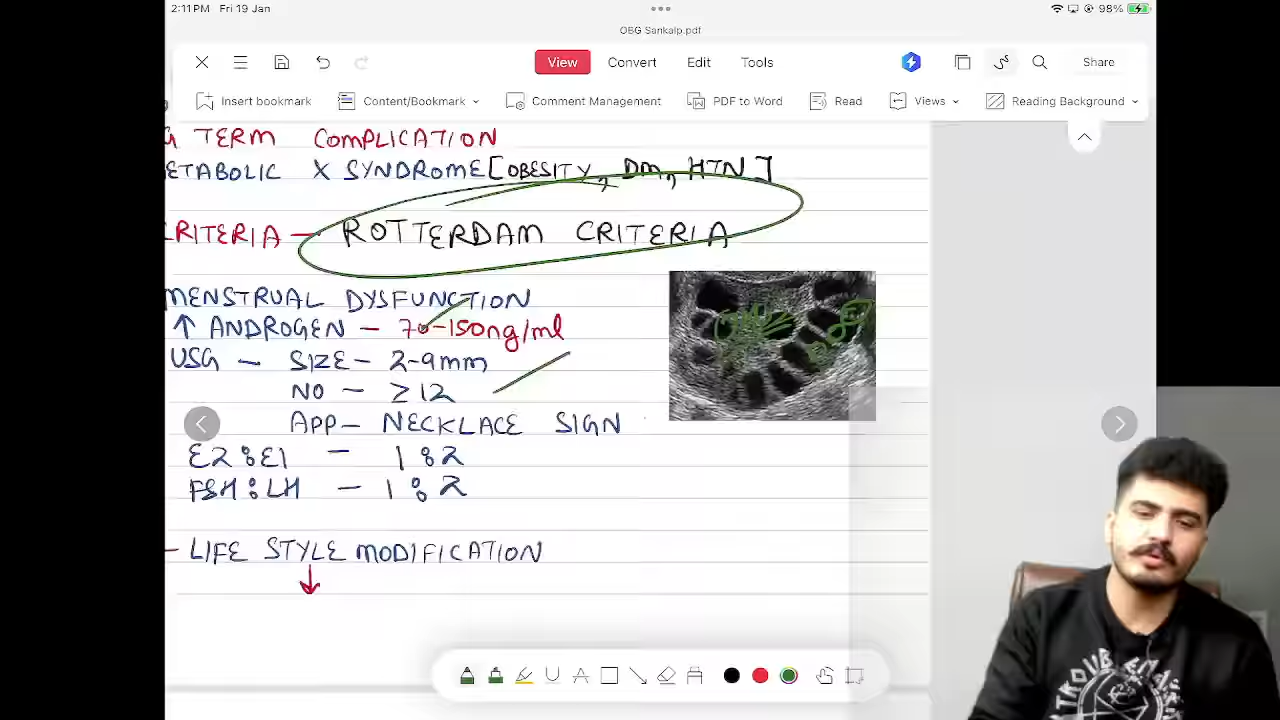 2:11 PM Fri 19 Jan
98%
OBG Sankalp.pdf
View Convert Edit Tools
Share
Insert bookmark Content/Bookmark Comment Management PDF to Word Read Views Reading Background
TERM COMPLICATION
ETABOLIC X SYNDROME [OBESITY, DM, HTN]
CRITERIA — ROTTERDAM CRITERIA
MENSTRUAL DYSFUNCTION
↑ ANDROGEN — 70-150ng/ml
USG — SIZE — 2-9mm
NO — ≥12
APP — NECKLACE SIGN
E2:E1 — 1:2
FSH:LH — 1:2
— LIFE STYLE MODIFICATION
↓